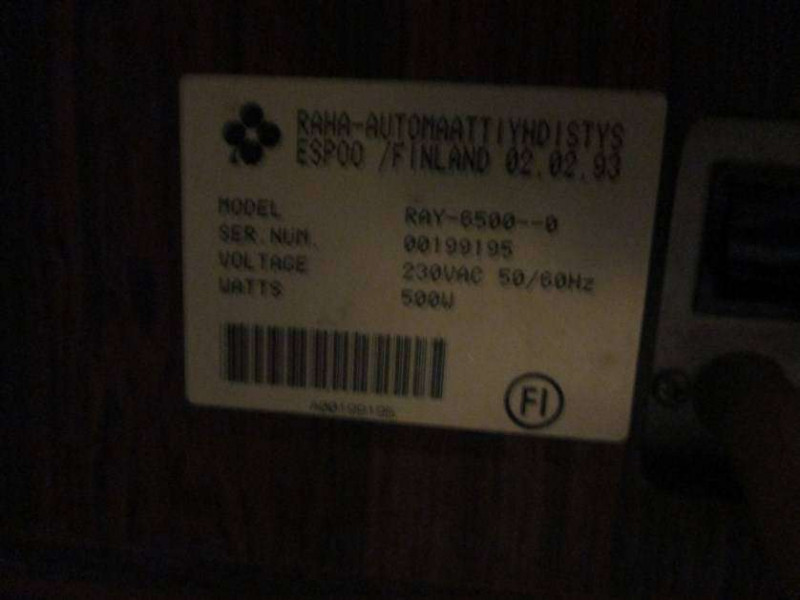 RAHA-AUTOMAATTIYHDISTYS
ESPOO /FINLAND 02.02.93
MODEL RAY-6500--0
SER.NUM. 00199195
VOLTAGE 230VAC 50/60Hz
WATTS 500W
A00199195
FI